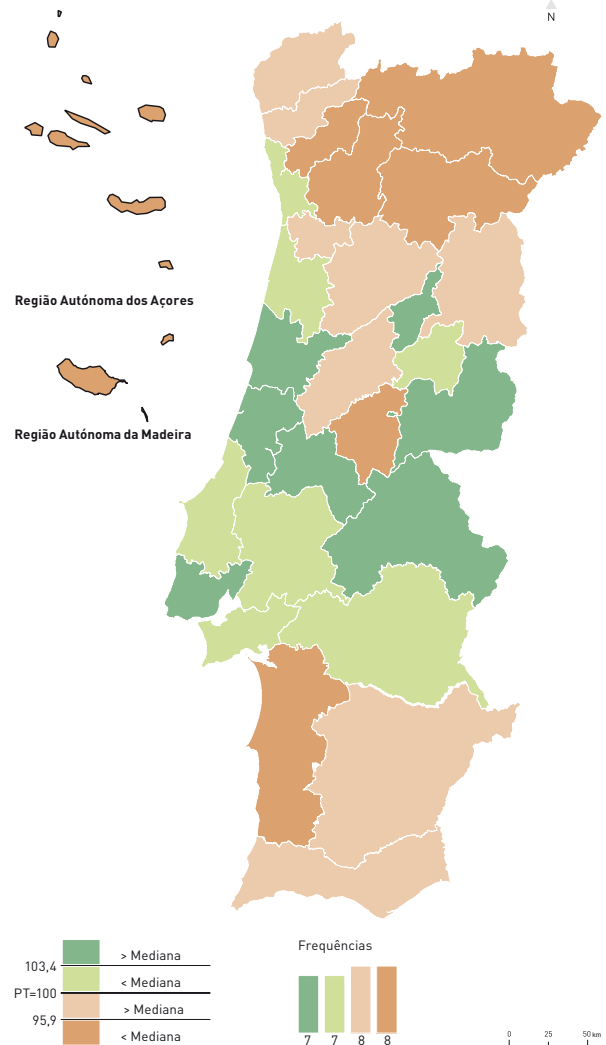 N
Região Autónoma dos Açores
Região Autónoma da Madeira
> Mediana
103,4
< Mediana
PT=100
> Mediana
95,9
< Mediana
Frequências
7 7 8 8
0 25 50 km